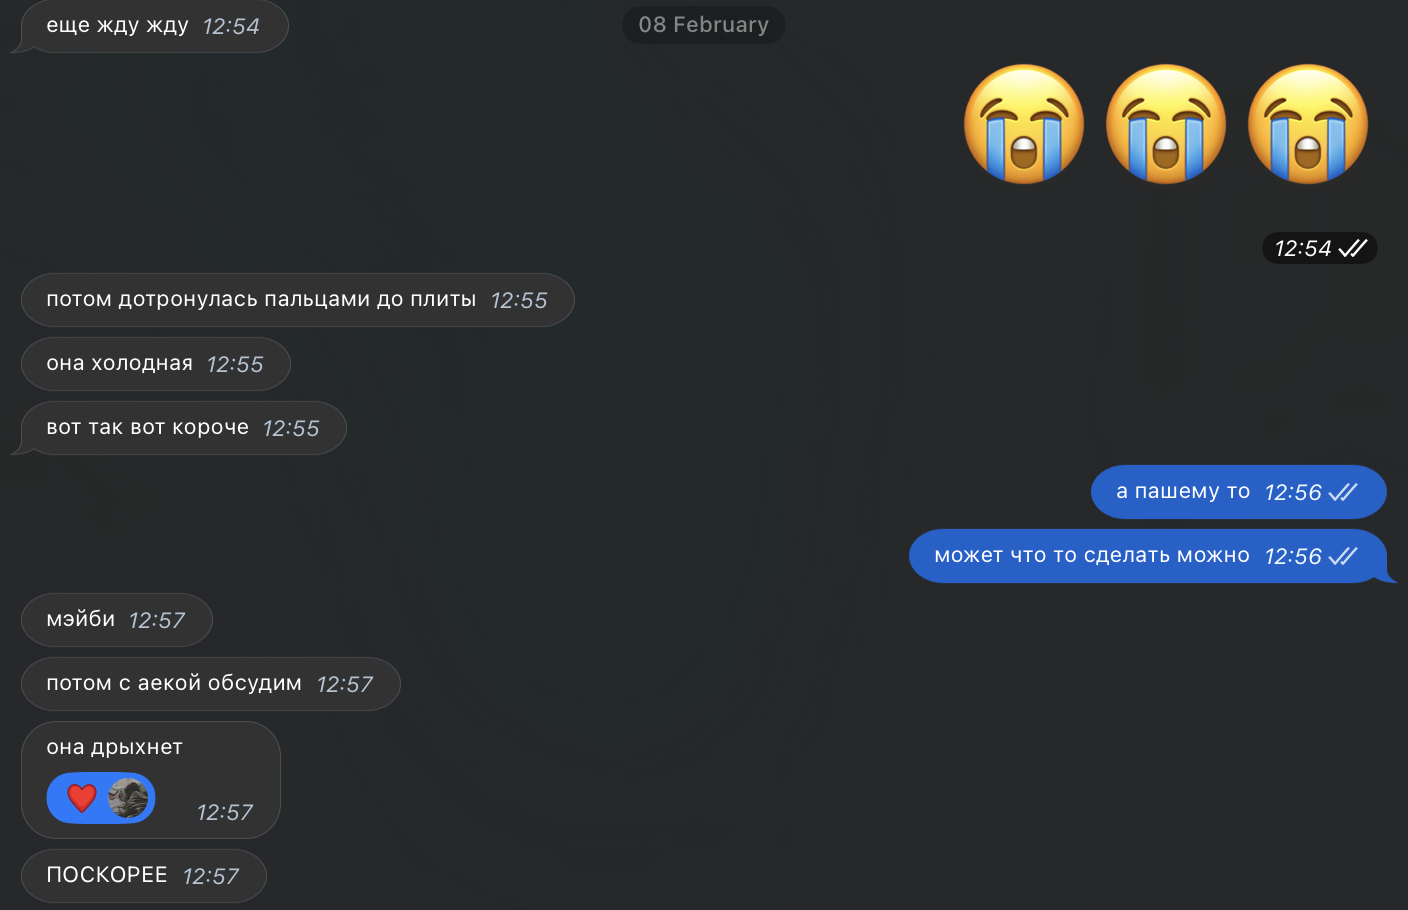 еще жду жду 12:54
08 February
😭😭😭
12:54
потом дотронулась пальцами до плиты 12:55
она холодная 12:55
вот так вот короче 12:55
а пашему то 12:56
может что то сделать можно 12:56
мэйби 12:57
потом с аекой обсудим 12:57
она дрыхнет
❤️ 12:57
ПОСКОРЕЕ 12:57